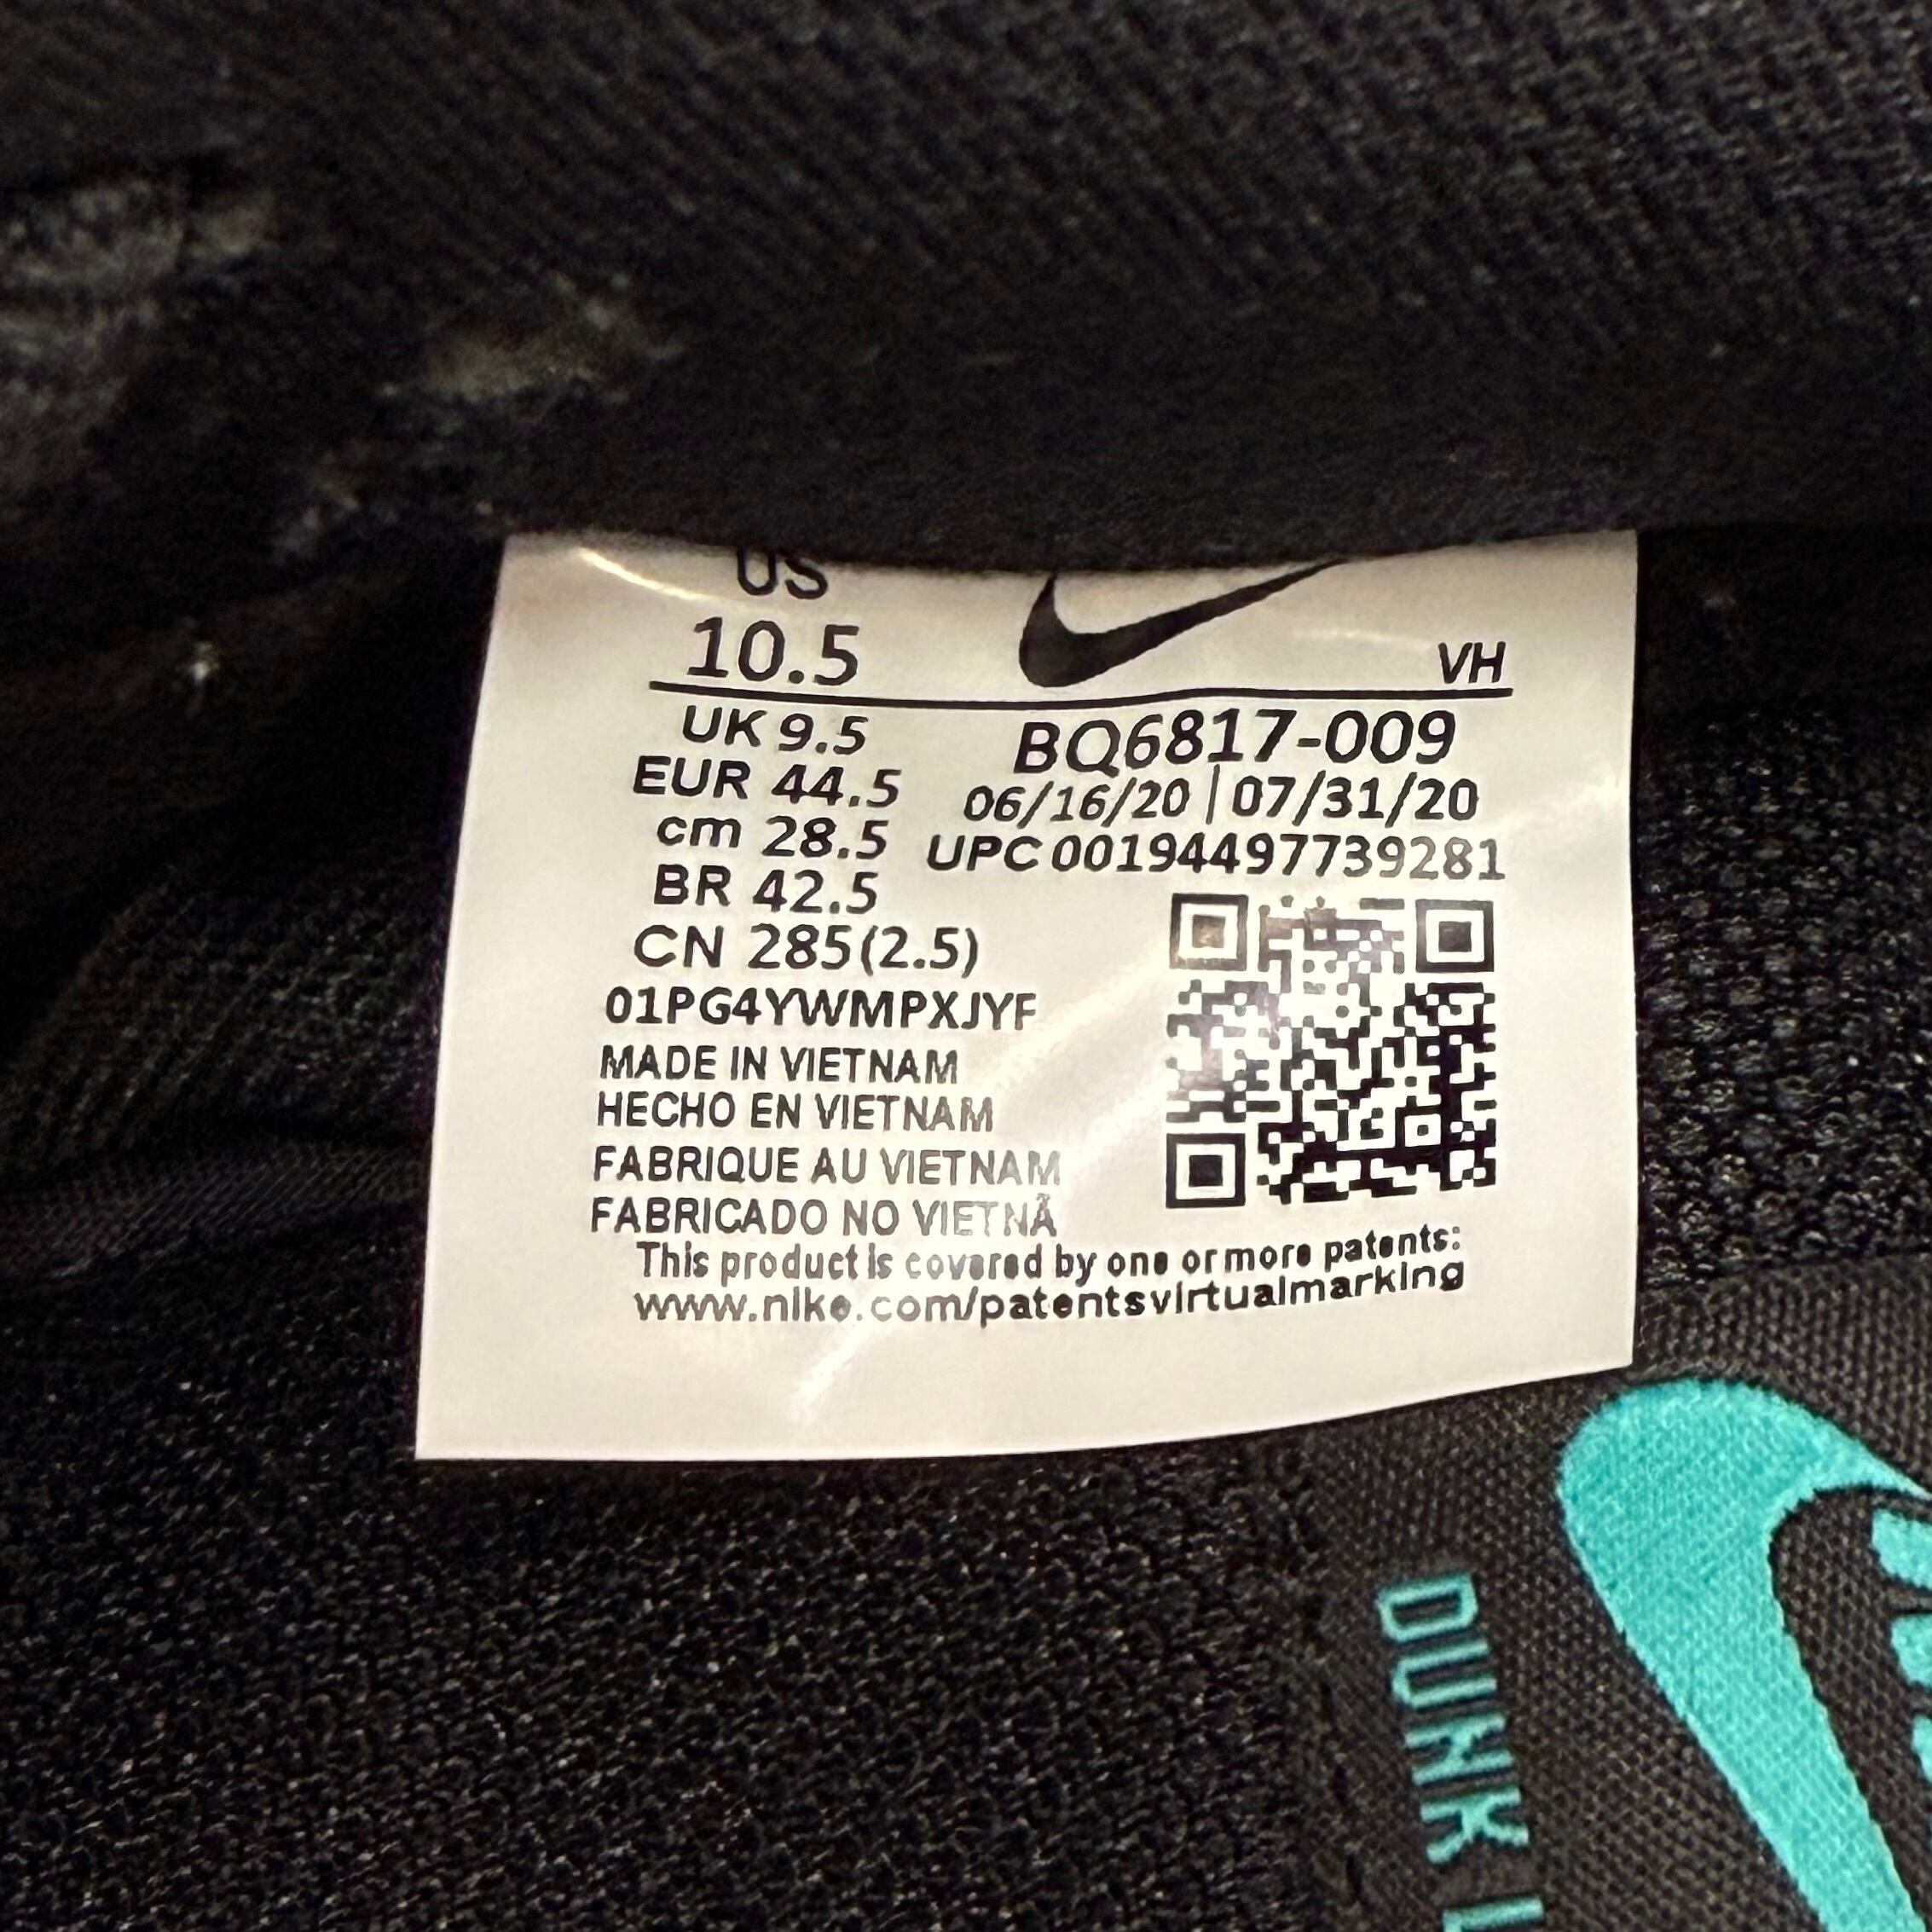 US
10.5
VH
UK 9.5
EUR 44.5
cm 28.5
BR 42.5
CN 285(2.5)
BQ6817-009
06/16/20 | 07/31/20
UPC 00194497739281
01PG4YWMPXJYF
MADE IN VIETNAM
HECHO EN VIETNAM
FABRIQUE AU VIETNAM
FABRICADO NO VIETNÃ
This product is covered by one or more patents:
www.nike.com/patentsvirtualmarking
DUNK L